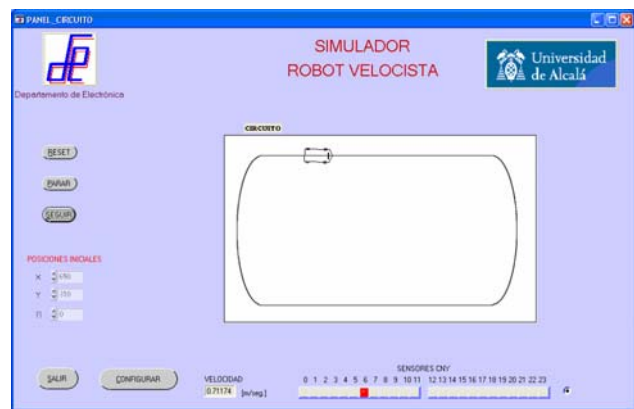 PANEL_CIRCUITO
SIMULADOR
ROBOT VELOCISTA
Universidad
de Alcalá
Departamento de Electrónica
CIRCUITO
RESET
PARAR
SEGUIR
POSICIONES INICIALES
X
Y 150
0
SALIR
CONFIGURAR
VELOCIDAD
0.71174 [m/seg.]
SENSORES CNY
0 1 2 3 4 5 6 7 8 9 10 11 12 13 14 15 16 17 18 19 20 21 22 23